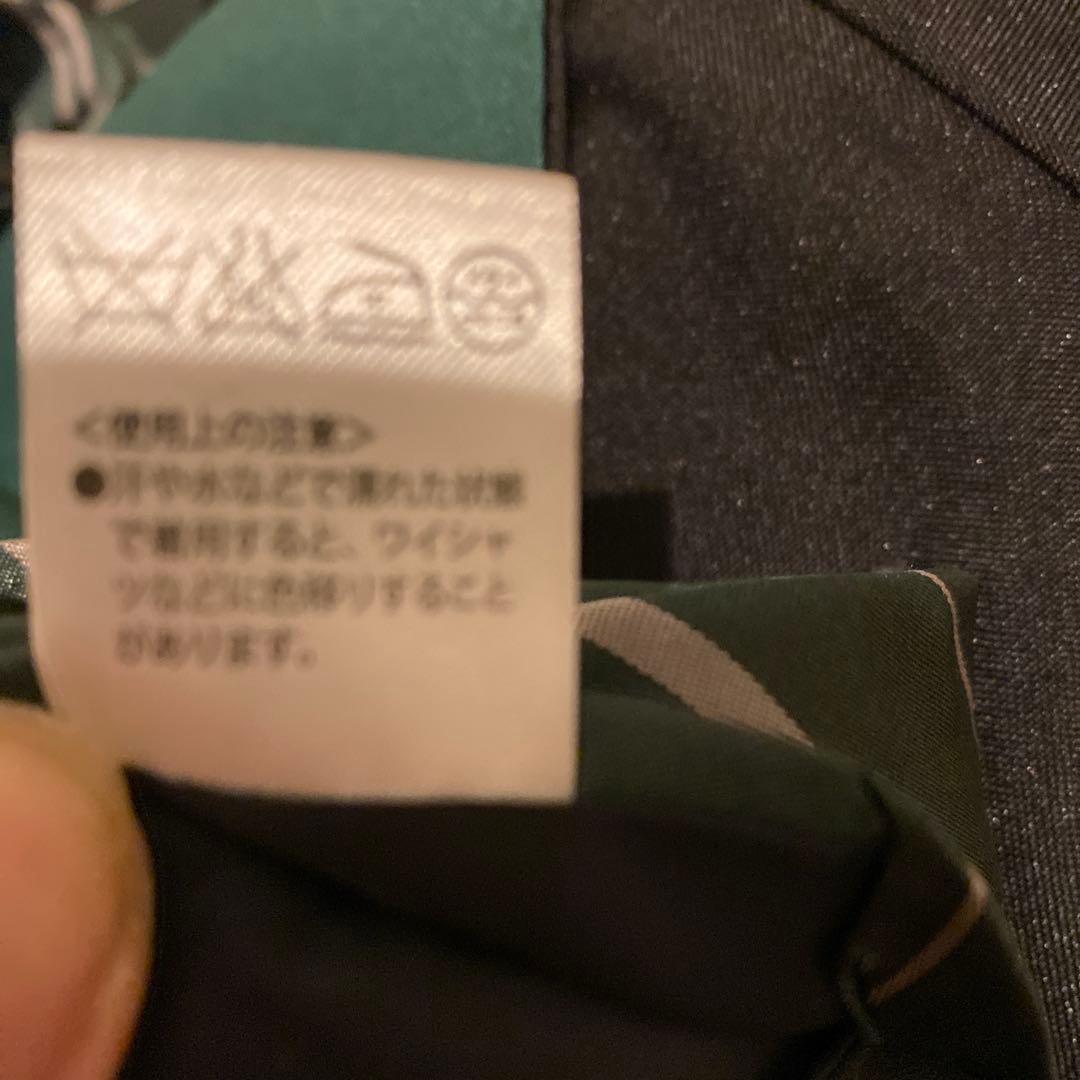 <使用上の注意>
●汗や水などで濡れた状態
で着用すると、ワイシャ
ツなどに色移りすること
があります。